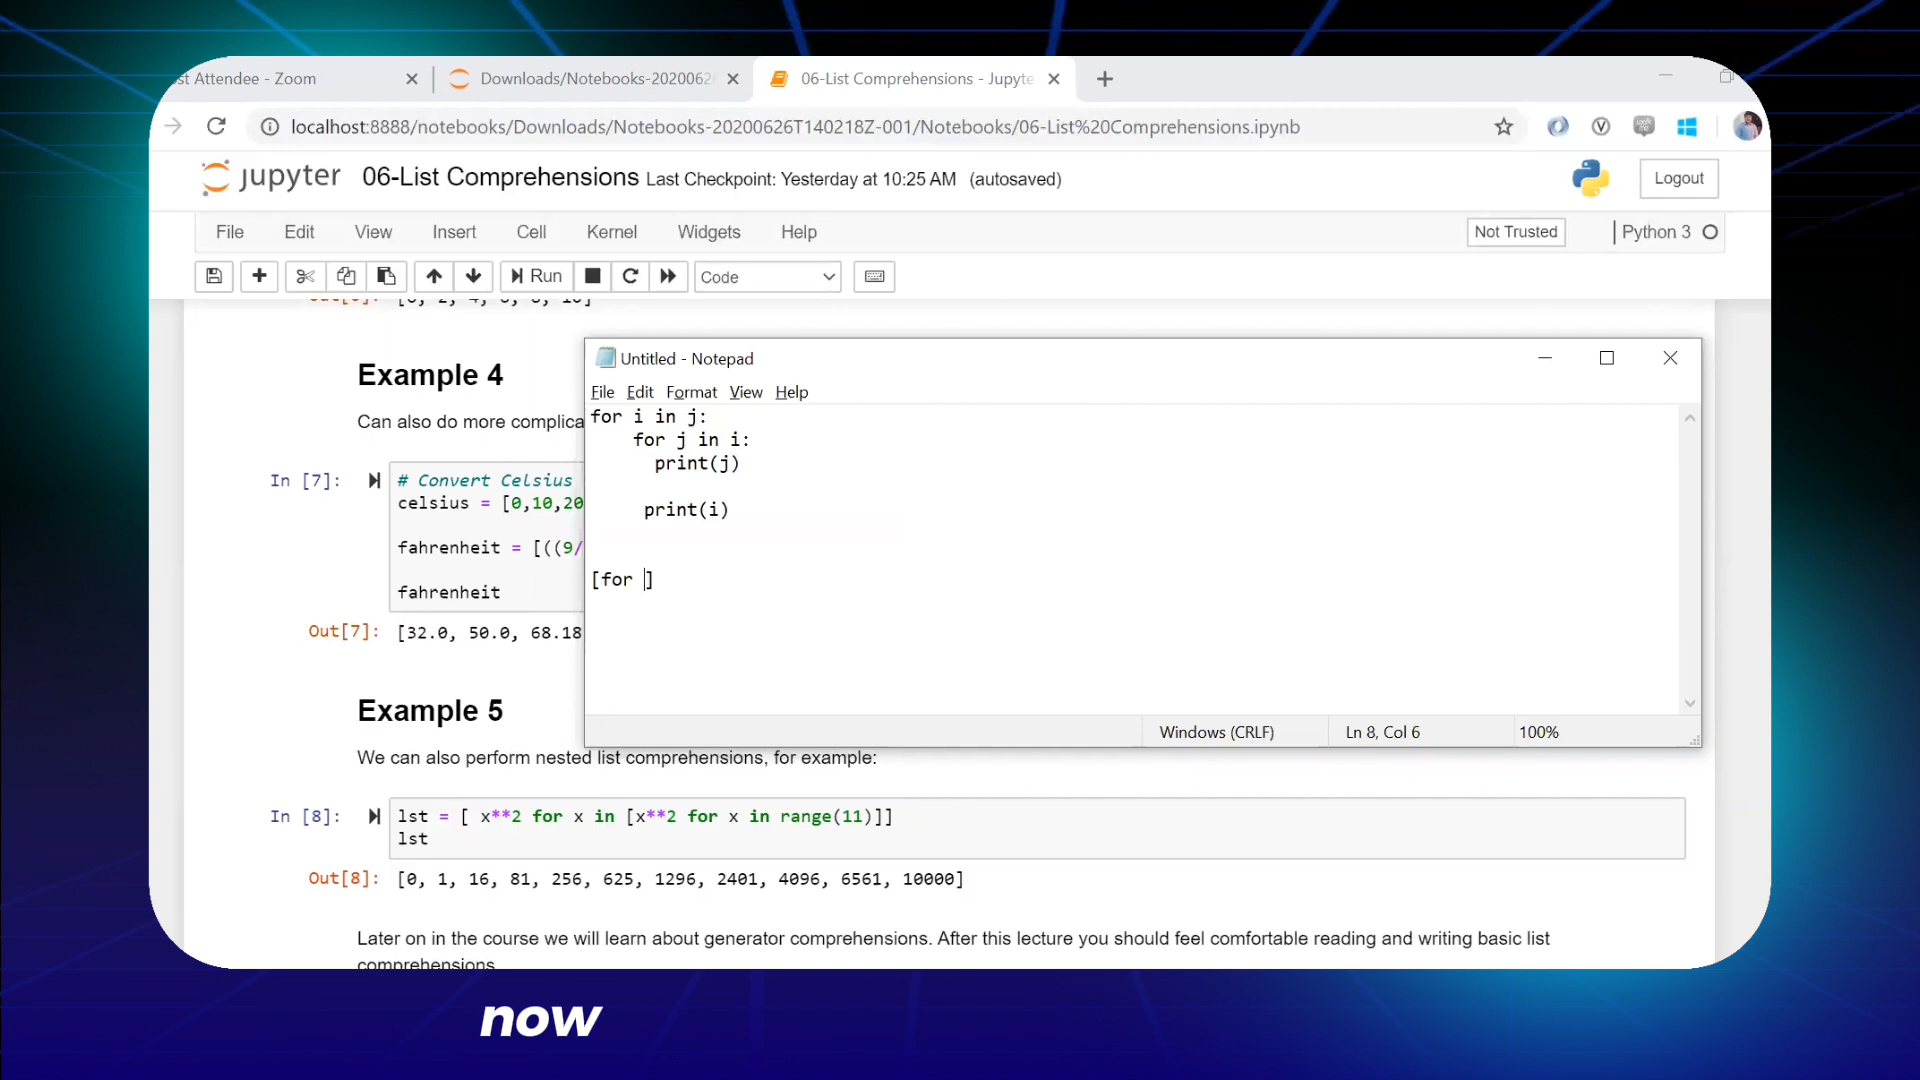 st Attendee - Zoom
Downloads/Notebooks-2020062
06-List Comprehensions - Jupyte
localhost:8888/notebooks/Downloads/Notebooks-20200626T140218Z-001/Notebooks/06-List%20Comprehensions.ipynb
jupyter 06-List Comprehensions Last Checkpoint: Yesterday at 10:25 AM (autosaved)
Logout
File Edit View Insert Cell Kernel Widgets Help
Not Trusted
Python 3
Run
Code
Example 4
Can also do more complica
In [7]:
# Convert Celsius
celsius = [0,10,20
fahrenheit = [((9/
fahrenheit
Out[7]: [32.0, 50.0, 68.18
Untitled - Notepad
File Edit Format View Help
for i in j:
for j in i:
print(j)
print(i)
[for ]
Windows (CRLF)
Ln 8, Col 6
100%
Example 5
We can also perform nested list comprehensions, for example:
In [8]:
lst = [ x**2 for x in [x**2 for x in range(11)]]
lst
Out[8]: [0, 1, 16, 81, 256, 625, 1296, 2401, 4096, 6561, 10000]
Later on in the course we will learn about generator comprehensions. After this lecture you should feel comfortable reading and writing basic list
comprehensions
now